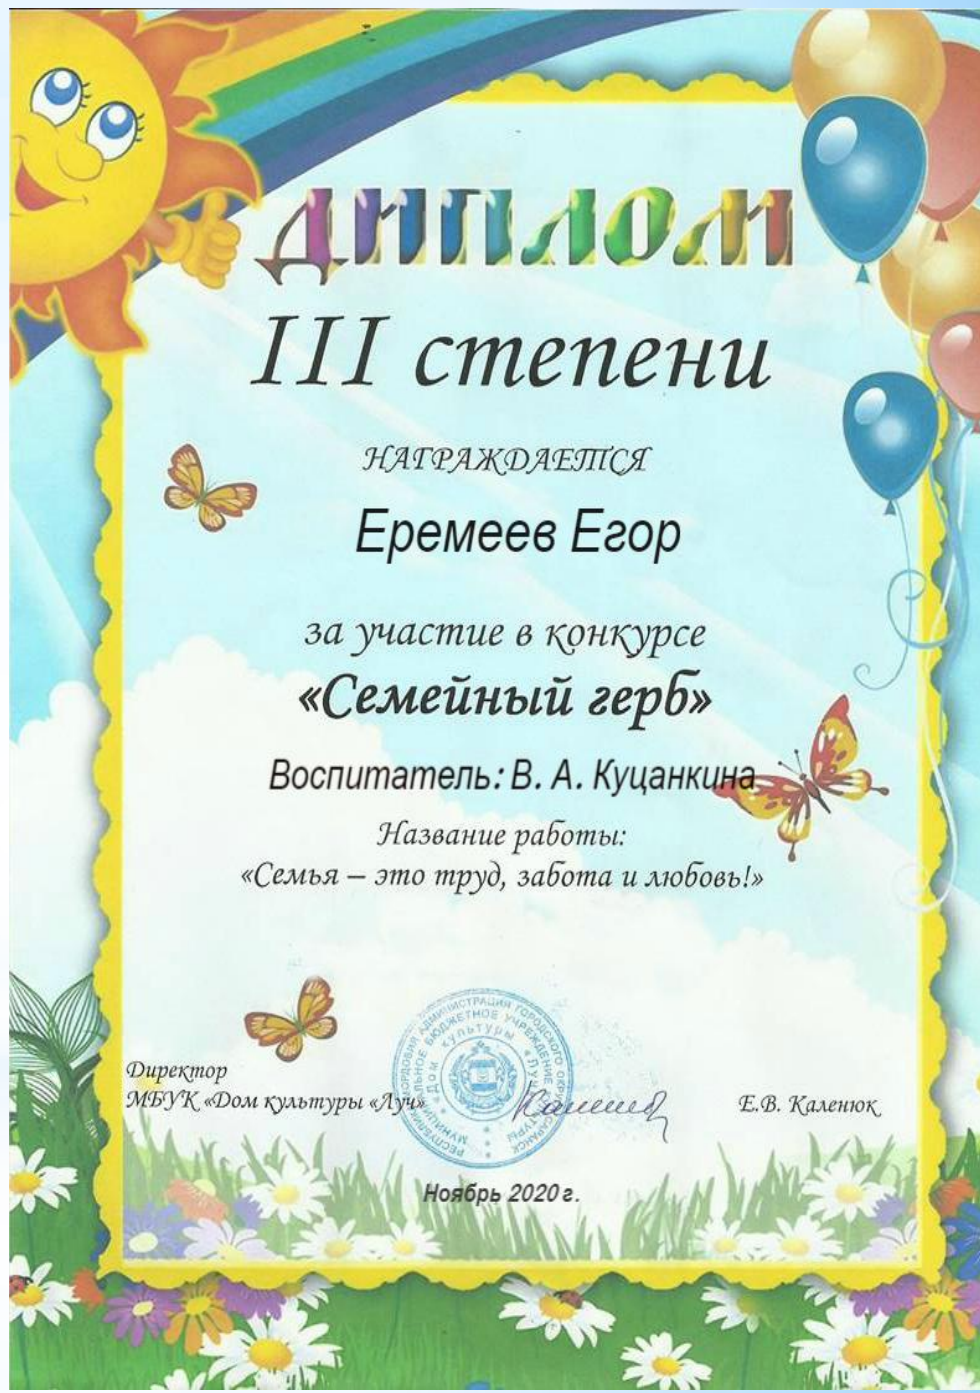 ДИПЛОМ
III степени
НАГРАЖДАЕТСЯ
Еремеев Егор
за участие в конкурсе
«Семейный герб»
Воспитатель: В. А. Куцанкина
Название работы:
«Семья – это труд, забота и любовь!»
Директор
МБУК «Дом культуры «Луч»
Е.В. Каленюк
Ноябрь 2020 г.